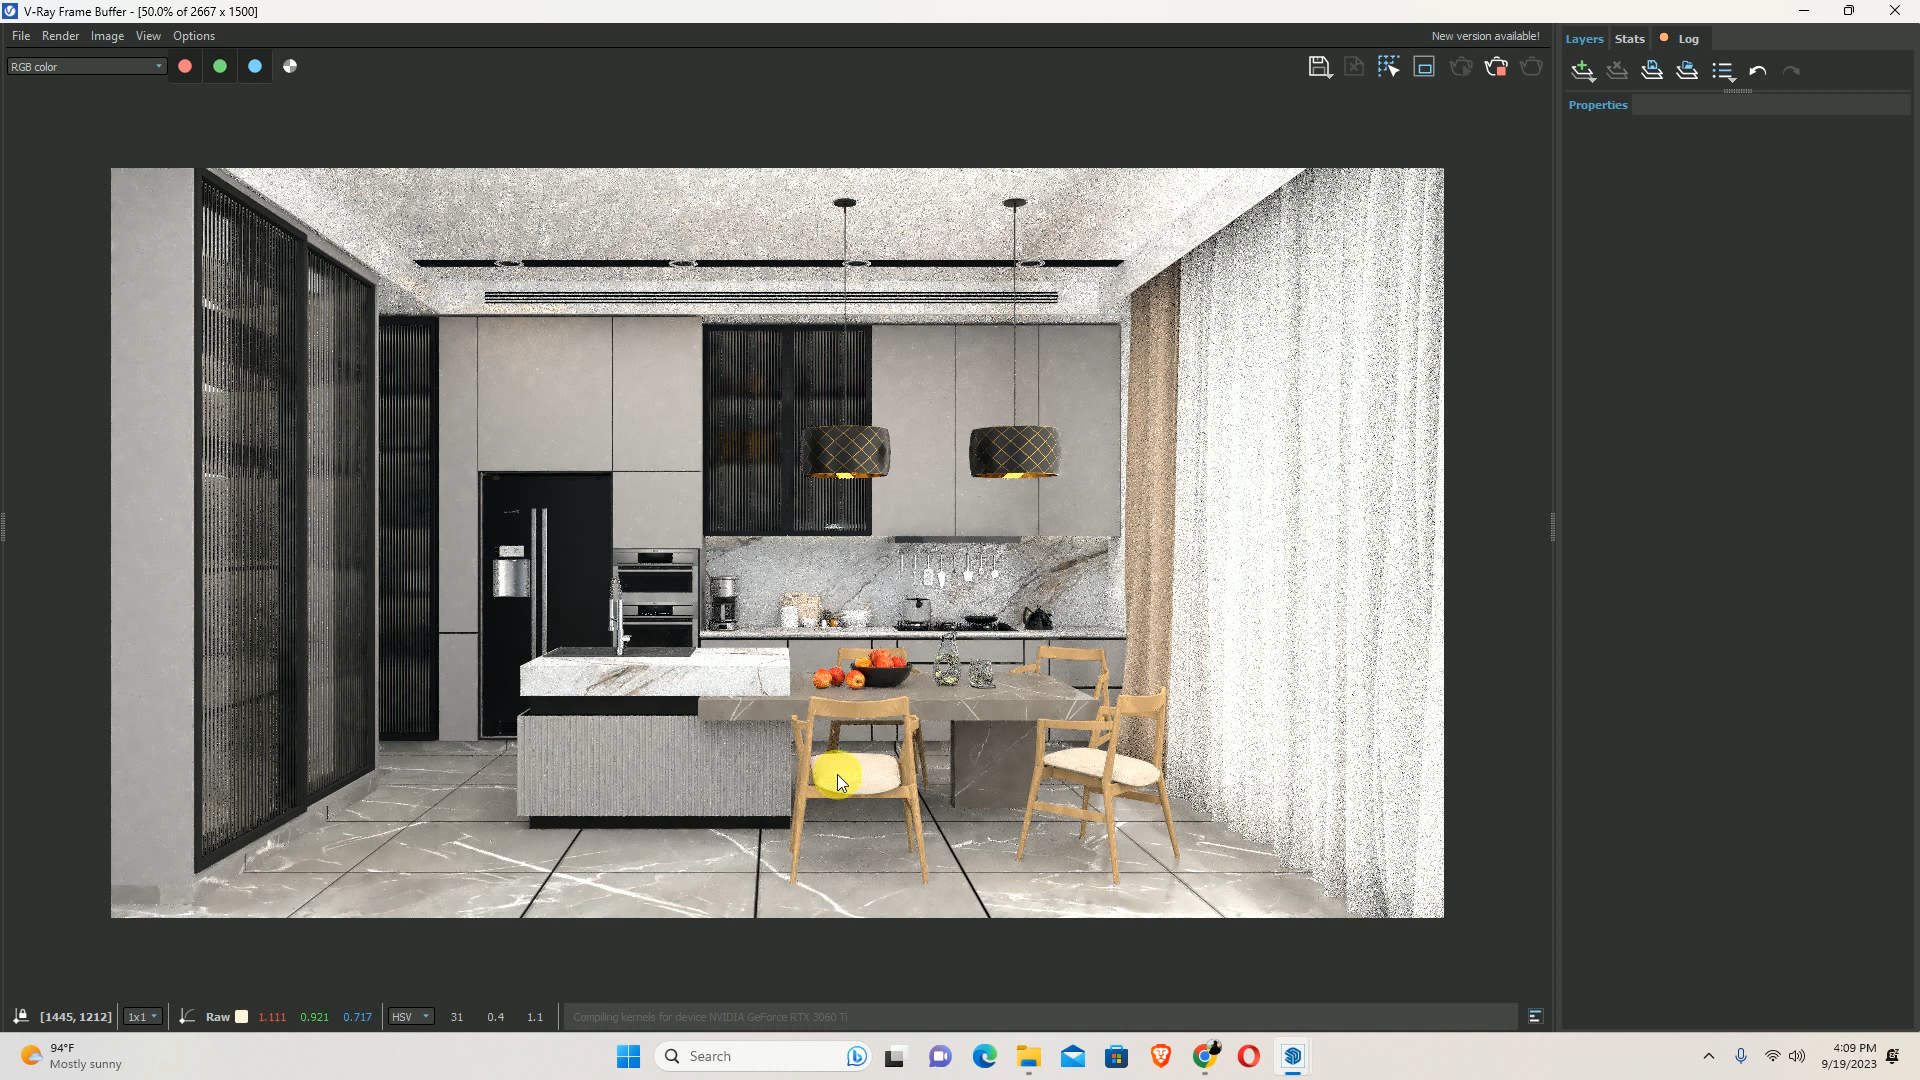 V-Ray Frame Buffer - [50.0% of 2667 x 1500]
File Render Image View Options
New version available!
Layers Stats Log
RGB color
Properties
[1445, 1212] 1x1 Raw 1.111 0.921 0.717 HSV 31 0.4 1.1 Compiling kernels for device NVIDIA GeForce RTX 3060 Ti
94°F
Mostly sunny
Search
4:09 PM
9/19/2023